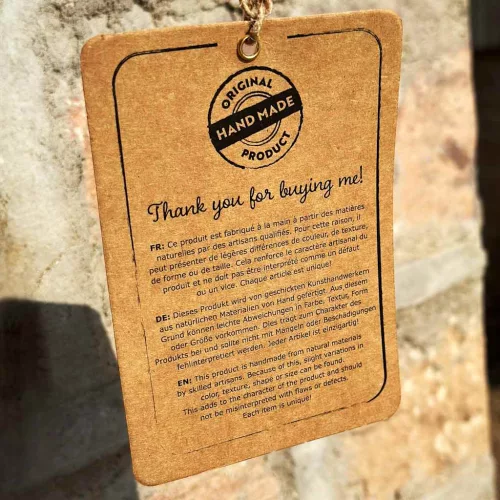 ORIGINAL
HAND MADE
PRODUCT
Thank you for buying me!
FR: Ce produit est fabriqué à la main à partir des matières
naturelles par des artisans qualifiés. Pour cette raison, il
peut présenter de légères différences de couleur, de texture,
de forme ou de taille. Cela renforce le caractère artisanal du
produit et ne doit pas être interprété comme un défaut
ou un vice. Chaque article est unique!
DE: Dieses Produkt wird von geschickten Kunsthandwerkern
aus natürlichen Materialien von Hand gefertigt. Aus diesem
Grund können leichte Abweichungen in Farbe, Textur, Form
oder Größe vorkommen. Dies trägt zum Charakter des
Produkts bei und sollte nicht mit Mängeln oder Beschädigungen
fehlinterpretiert werden. Jeder Artikel ist einzigartig!
EN: This product is handmade from natural materials
by skilled artisans. Because of this, slight variations in
color, texture, shape or size can be found.
This adds to the character of the product and should
not be misinterpreted with flaws or defects.
Each item is unique!